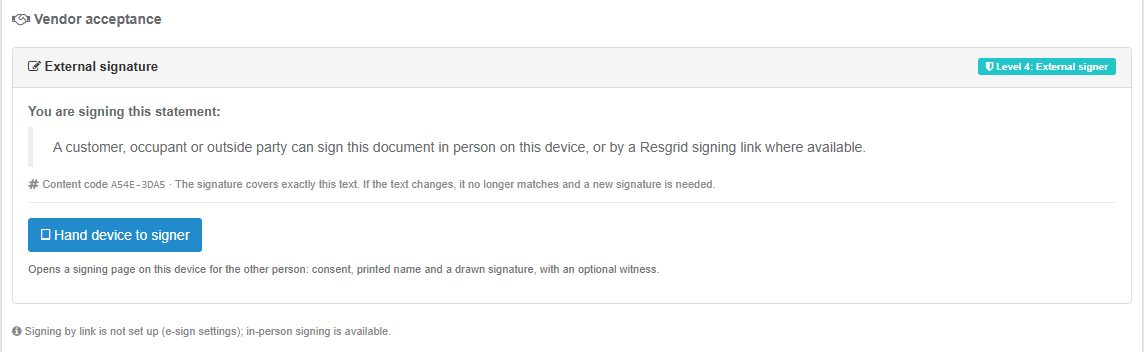 Vendor acceptance
External signature
Level 4: External signer
You are signing this statement:
A customer, occupant or outside party can sign this document in person on this device, or by a Resgrid signing link where available.
# Content code A54E-3DA5 · The signature covers exactly this text. If the text changes, it no longer matches and a new signature is needed.
Hand device to signer
Opens a signing page on this device for the other person: consent, printed name and a drawn signature, with an optional witness.
Signing by link is not set up (e-sign settings); in-person signing is available.